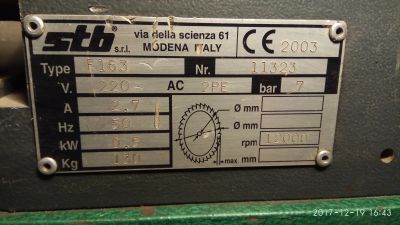 stb s.r.l. via della scienza 61 MODENA ITALY CE 2003
Type F163 Nr. 11323
V. 220 AC 2PE bar 7
A 2.7 Ø mm
Hz 50 Ø mm
kW rpm 12000
Kg 130 max mm
2017-12-19 16:43